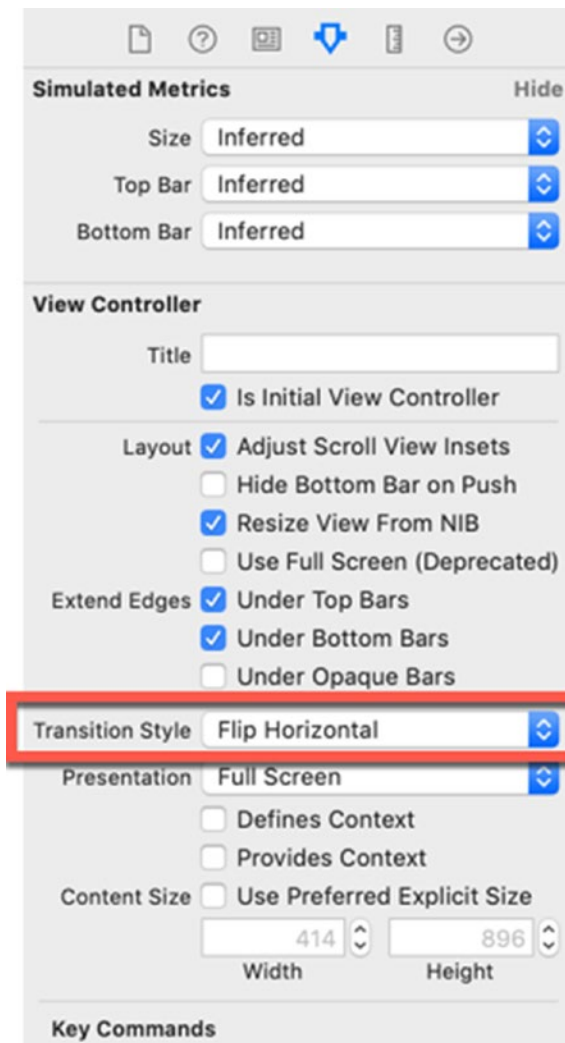 Simulated Metrics Hide
Size Inferred
Top Bar Inferred
Bottom Bar Inferred
View Controller
Title
Is Initial View Controller
Layout Adjust Scroll View Insets
Hide Bottom Bar on Push
Resize View From NIB
Use Full Screen (Deprecated)
Extend Edges Under Top Bars
Under Bottom Bars
Under Opaque Bars
Transition Style Flip Horizontal
Presentation Full Screen
Defines Context
Provides Context
Content Size Use Preferred Explicit Size
414 896
Width Height
Key Commands